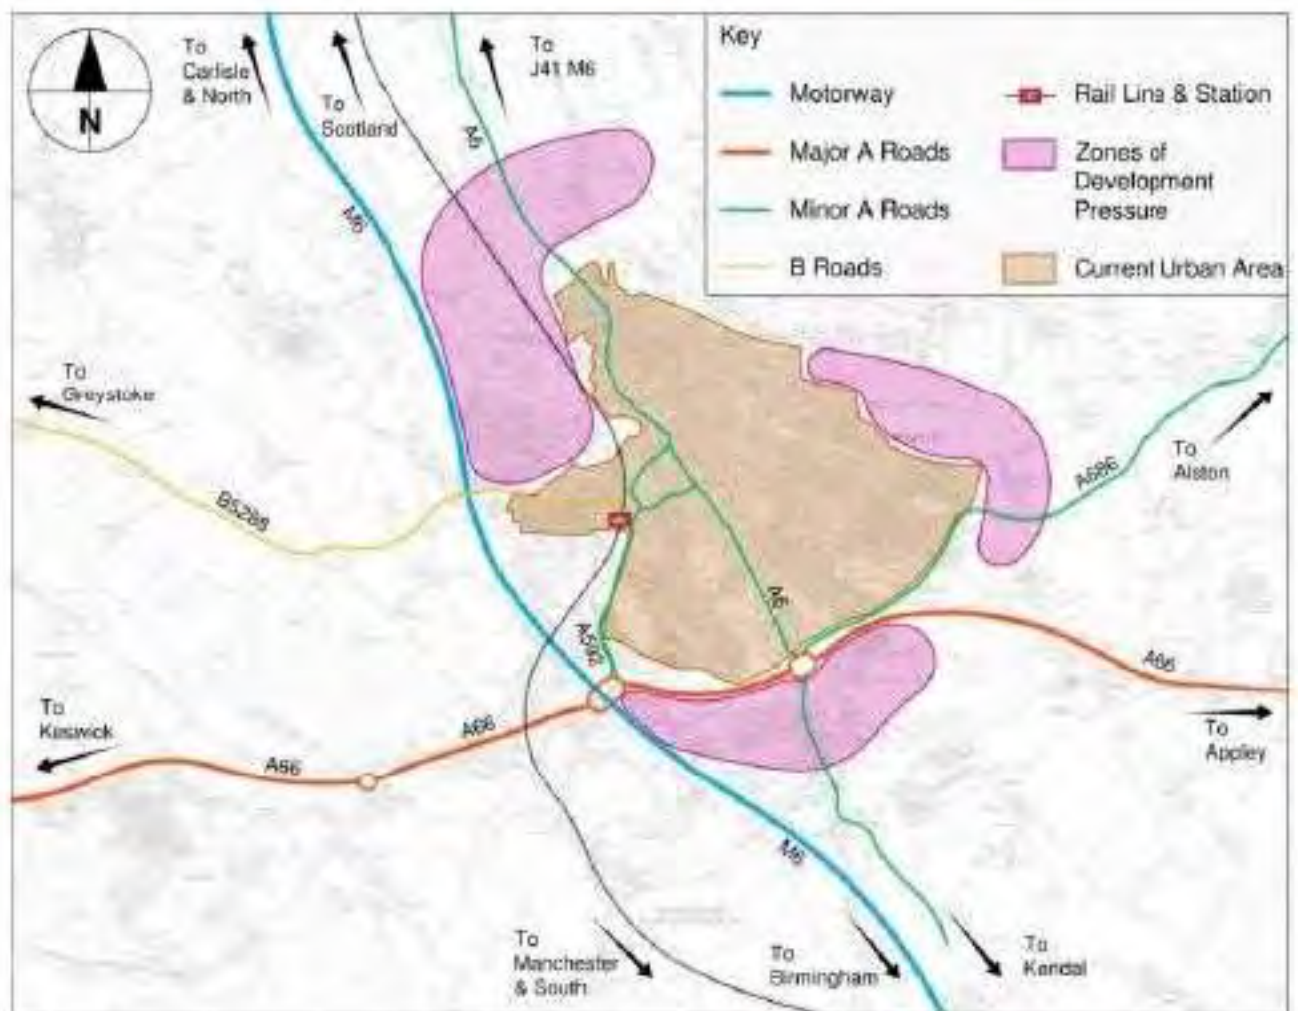 To
Carlisle
& North
To
Scotland
To
J41 M6
Key
Motorway
Major A Roads
Minor A Roads
B Roads
Rail Line & Station
Zones of
Development
Pressure
Current Urban Area
N
A6
M6
To
Greystoke
B5288
A686
To
Alston
A6
A592
A66
To
Appley
To
Keswick
A66
A66
M6
To
Manchester
& South
To
Birmingham
To
Kendal